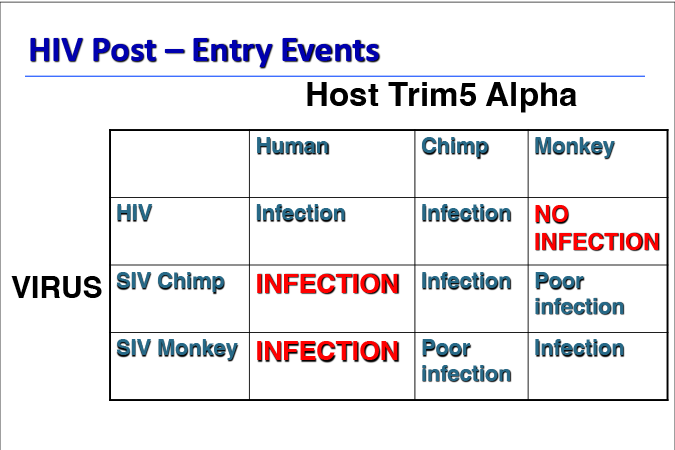 HIV Post – Entry Events
Host Trim5 Alpha
Human Chimp Monkey
HIV Infection Infection NO
INFECTION
VIRUS
SIV Chimp INFECTION Infection Poor
infection
SIV Monkey INFECTION Poor Infection
infection